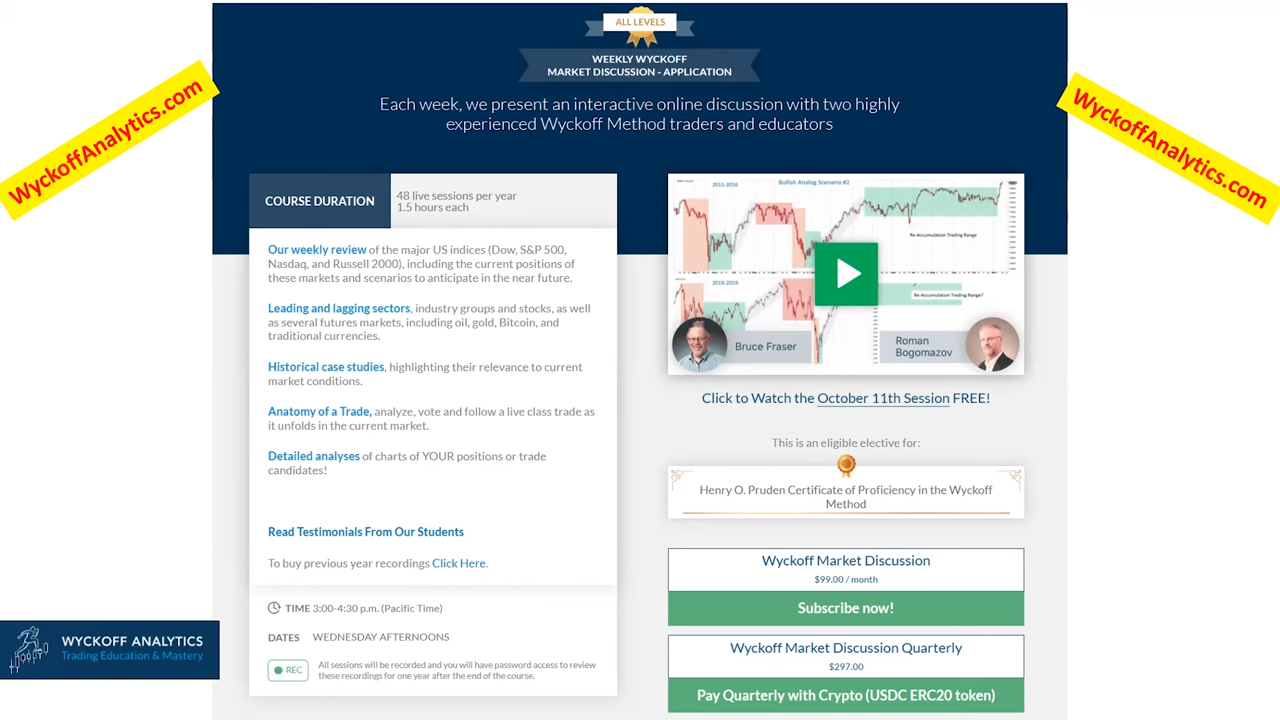 ALL LEVELS
WEEKLY WYCKOFF
MARKET DISCUSSION - APPLICATION
Each week, we present an interactive online discussion with two highly
experienced Wyckoff Method traders and educators
WyckoffAnalytics.com
WyckoffAnalytics.com
COURSE DURATION
48 live sessions per year
1.5 hours each
Our weekly review of the major US indices (Dow, S&P 500,
Nasdaq, and Russell 2000), including the current positions of
these markets and scenarios to anticipate in the near future.
Leading and lagging sectors, industry groups and stocks, as well
as several futures markets, including oil, gold, Bitcoin, and
traditional currencies.
Historical case studies, highlighting their relevance to current
market conditions.
Anatomy of a Trade, analyze, vote and follow a live class trade as
it unfolds in the current market.
Detailed analyses of charts of YOUR positions or trade
candidates!
Read Testimonials From Our Students
To buy previous year recordings Click Here.
TIME 3:00-4:30 p.m. (Pacific Time)
DATES WEDNESDAY AFTERNOONS
REC
All sessions will be recorded and you will have password access to review
these recordings for one year after the end of the course.
2015-2016
Bullish Analog Scenario #2
Re-Accumulation Trading Range
2018-2019
Re-Accumulation Trading Range?
Bruce Fraser
Roman
Bogomazov
Click to Watch the October 11th Session FREE!
This is an eligible elective for:
Henry O. Pruden Certificate of Proficiency in the Wyckoff
Method
Wyckoff Market Discussion
$99.00 / month
Subscribe now!
Wyckoff Market Discussion Quarterly
$297.00
Pay Quarterly with Crypto (USDC ERC20 token)
WYCKOFF ANALYTICS
Trading Education & Mastery